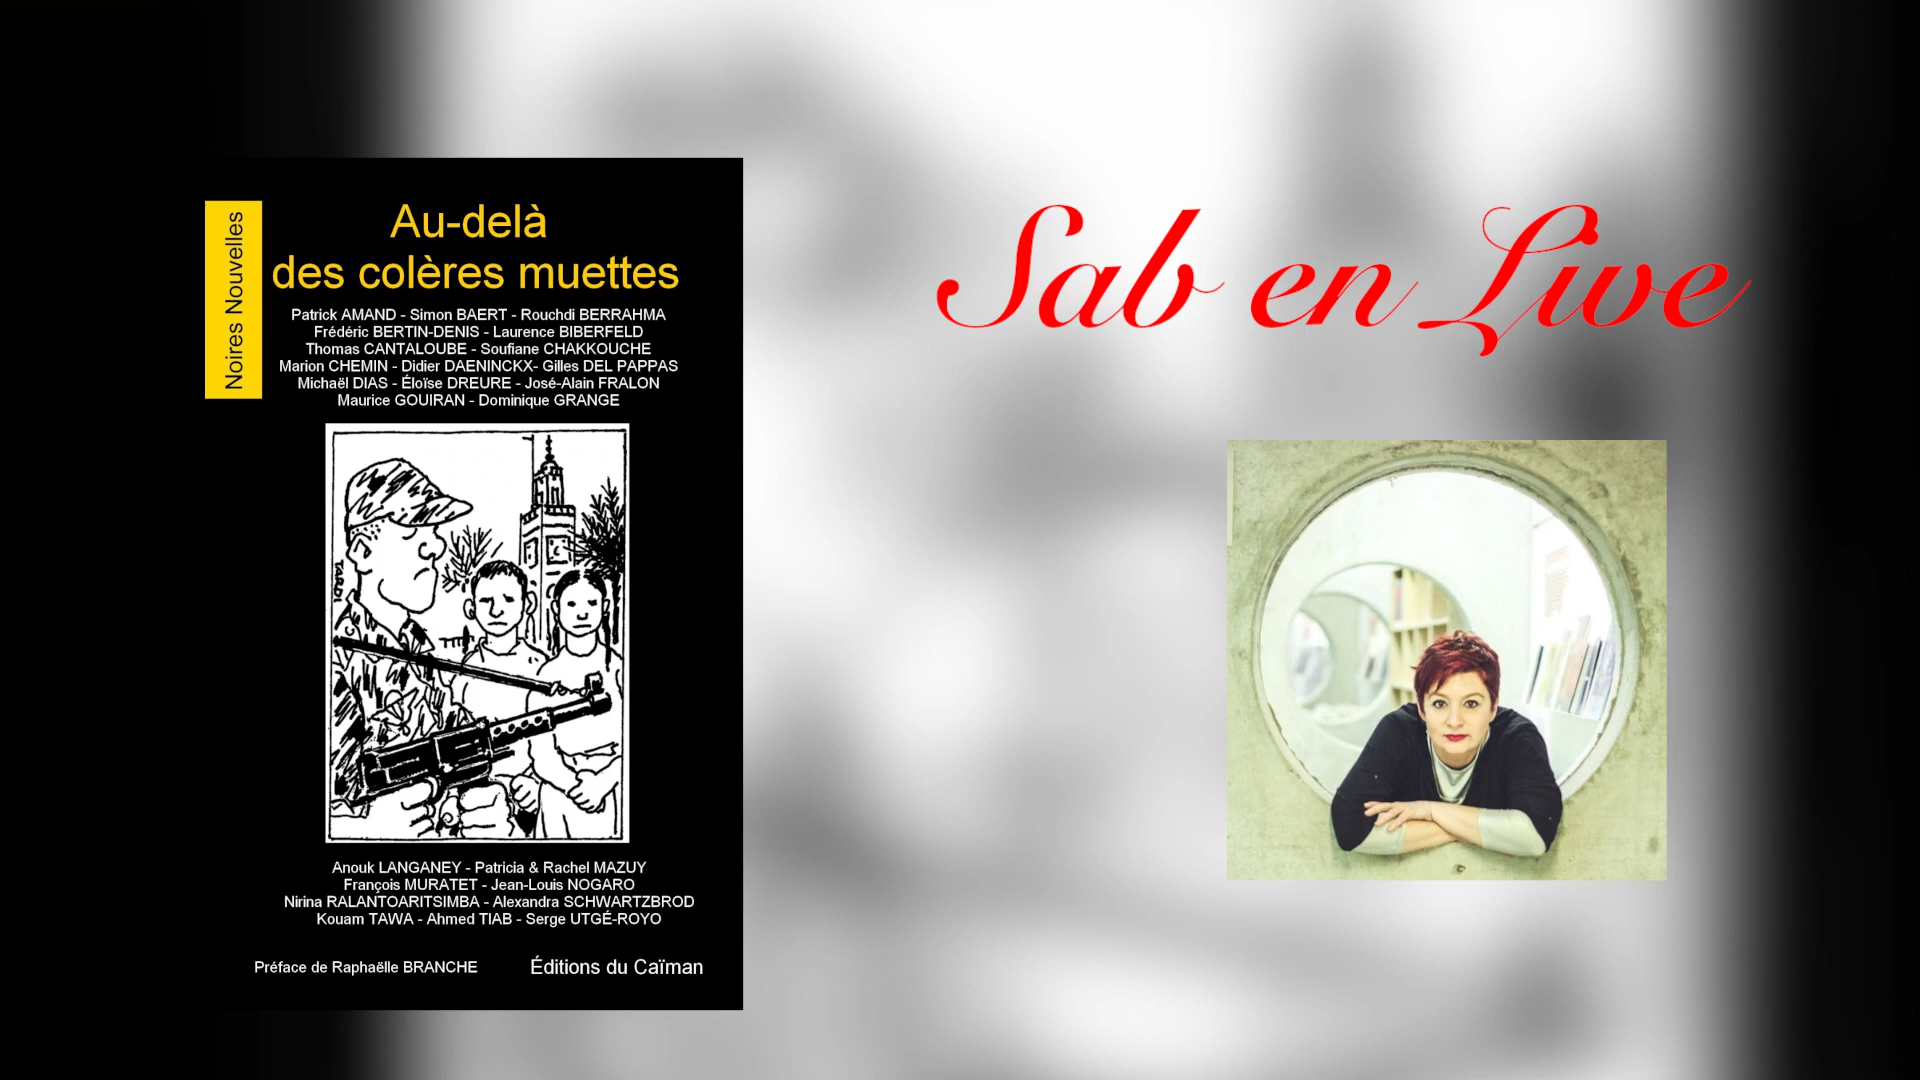 Noires Nouvelles
Au-delà
des colères muettes
Patrick AMAND - Simon BAERT - Rouchdi BERRAHMA
Frédéric BERTIN-DENIS - Laurence BIBERFELD
Thomas CANTALOUBE - Soufiane CHAKKOUCHE
Marion CHEMIN - Didier DAENINCKX- Gilles DEL PAPPAS
Michaël DIAS - Éloïse DREURE - José-Alain FRALON
Maurice GOUIRAN - Dominique GRANGE
TARDI
Anouk LANGANEY - Patricia & Rachel MAZUY
François MURATET - Jean-Louis NOGARO
Nirina RALANTOARITSIMBA - Alexandra SCHWARTZBROD
Kouam TAWA - Ahmed TIAB - Serge UTGÉ-ROYO
Préface de Raphaëlle BRANCHE
Éditions du Caïman
Sab en Live